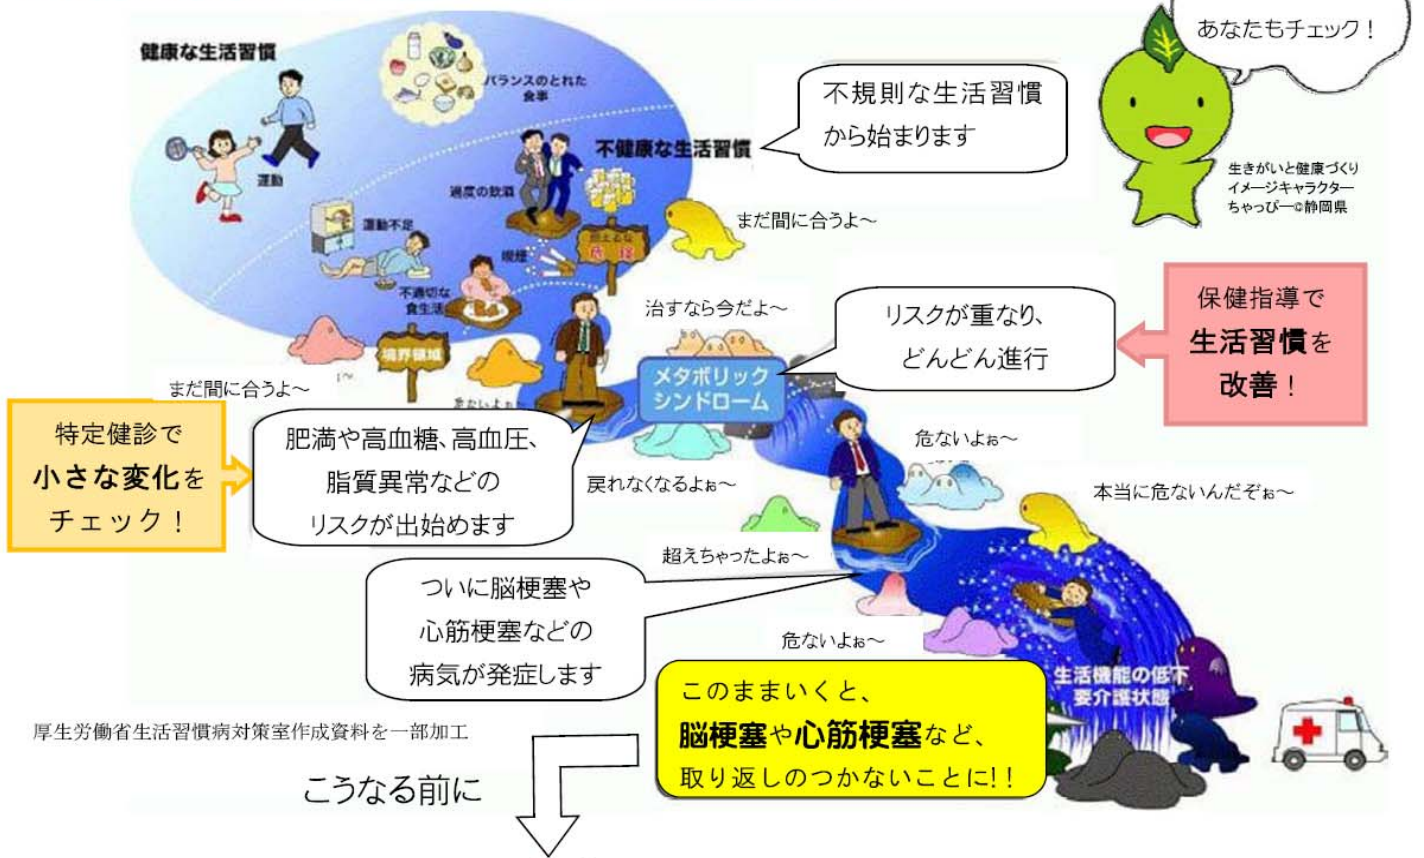 あなたもチェック！
健康な生活習慣
バランスのとれた
食事
不規則な生活習慣
から始まります
不健康な生活習慣
運動
過度の飲酒
生きがいと健康づくり
イメージキャラクター
ちゃっぴー©静岡県
運動不足
まだ間に合うよ～
喫煙
危険
不適切な
食生活
治すなら今だよ～
リスクが重なり、
どんどん進行
保健指導で
生活習慣を
改善！
境界領域
メタボリック
シンドローム
まだ間に合うよ～
特定健診で
小さな変化を
チェック！
肥満や高血糖、高血圧、
脂質異常などの
リスクが出始めます
危ないよぉ～
戻れなくなるよぉ～
本当に危ないんだぞぉ～
超えちゃったよぉ～
ついに脳梗塞や
心筋梗塞などの
病気が発症します
危ないよぉ～
生活機能の低下
要介護状態
このままいくと、
脳梗塞や心筋梗塞など、
取り返しのつかないことに!！
厚生労働省生活習慣病対策室作成資料を一部加工
こうなる前に